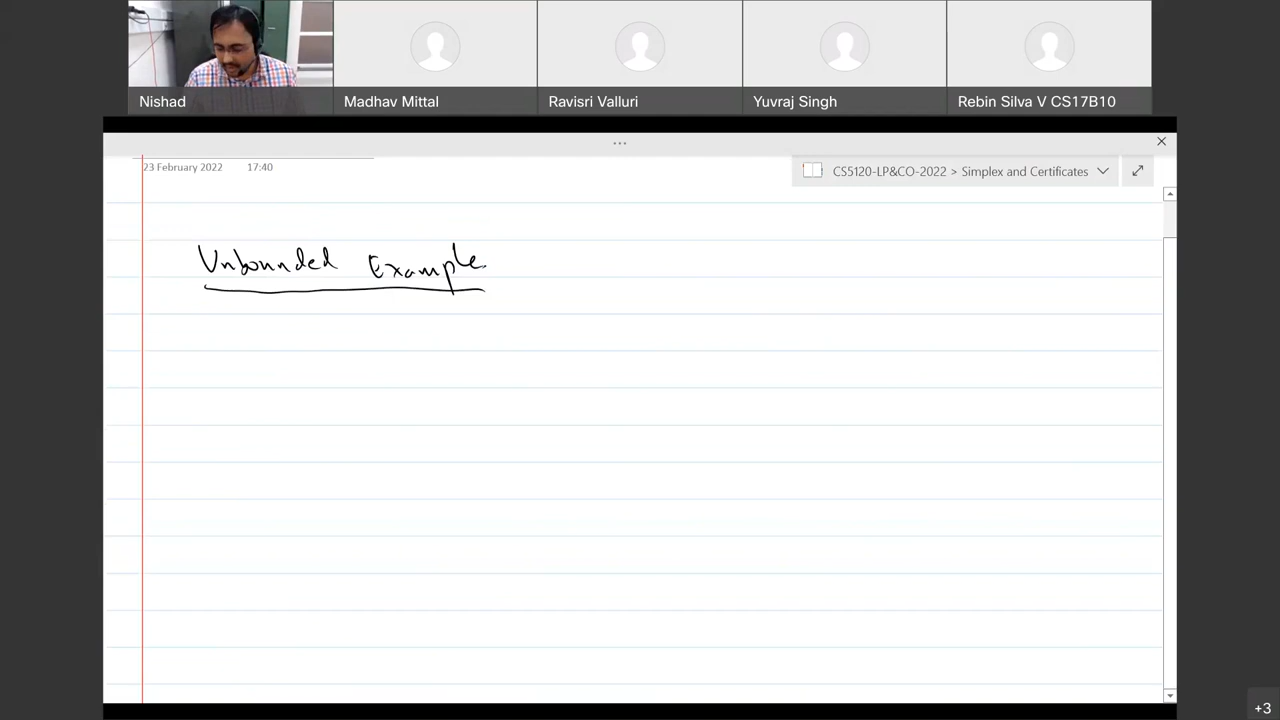 Nishad
Madhav Mittal
Ravisri Valluri
Yuvraj Singh
Rebin Silva V CS17B10
23 February 2022 17:40
CS5120-LP&CO-2022 > Simplex and Certificates
Unbounded Example
+3